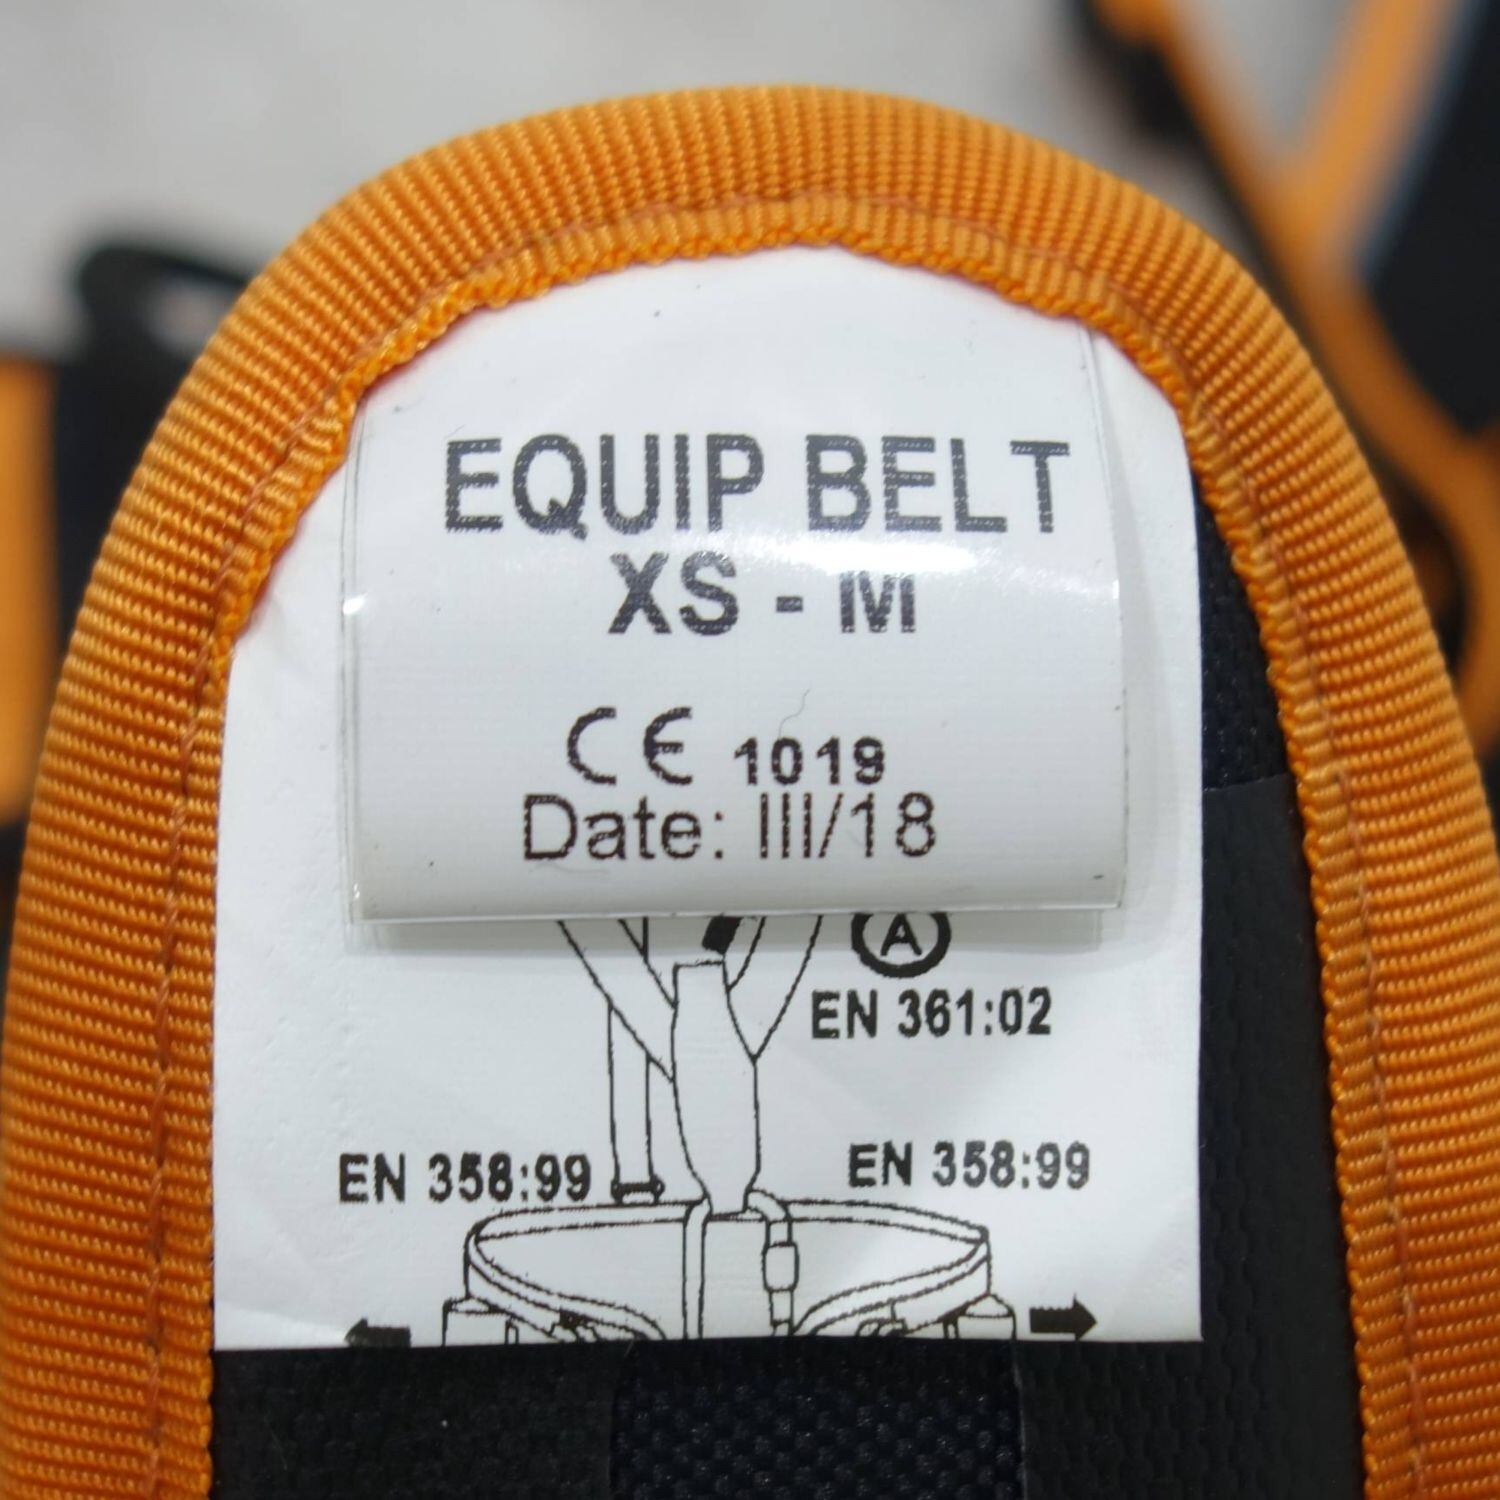 EQUIP BELT
XS - M
CE 1019
Date: III/18
A
EN 361:02
EN 358:99 EN 358:99